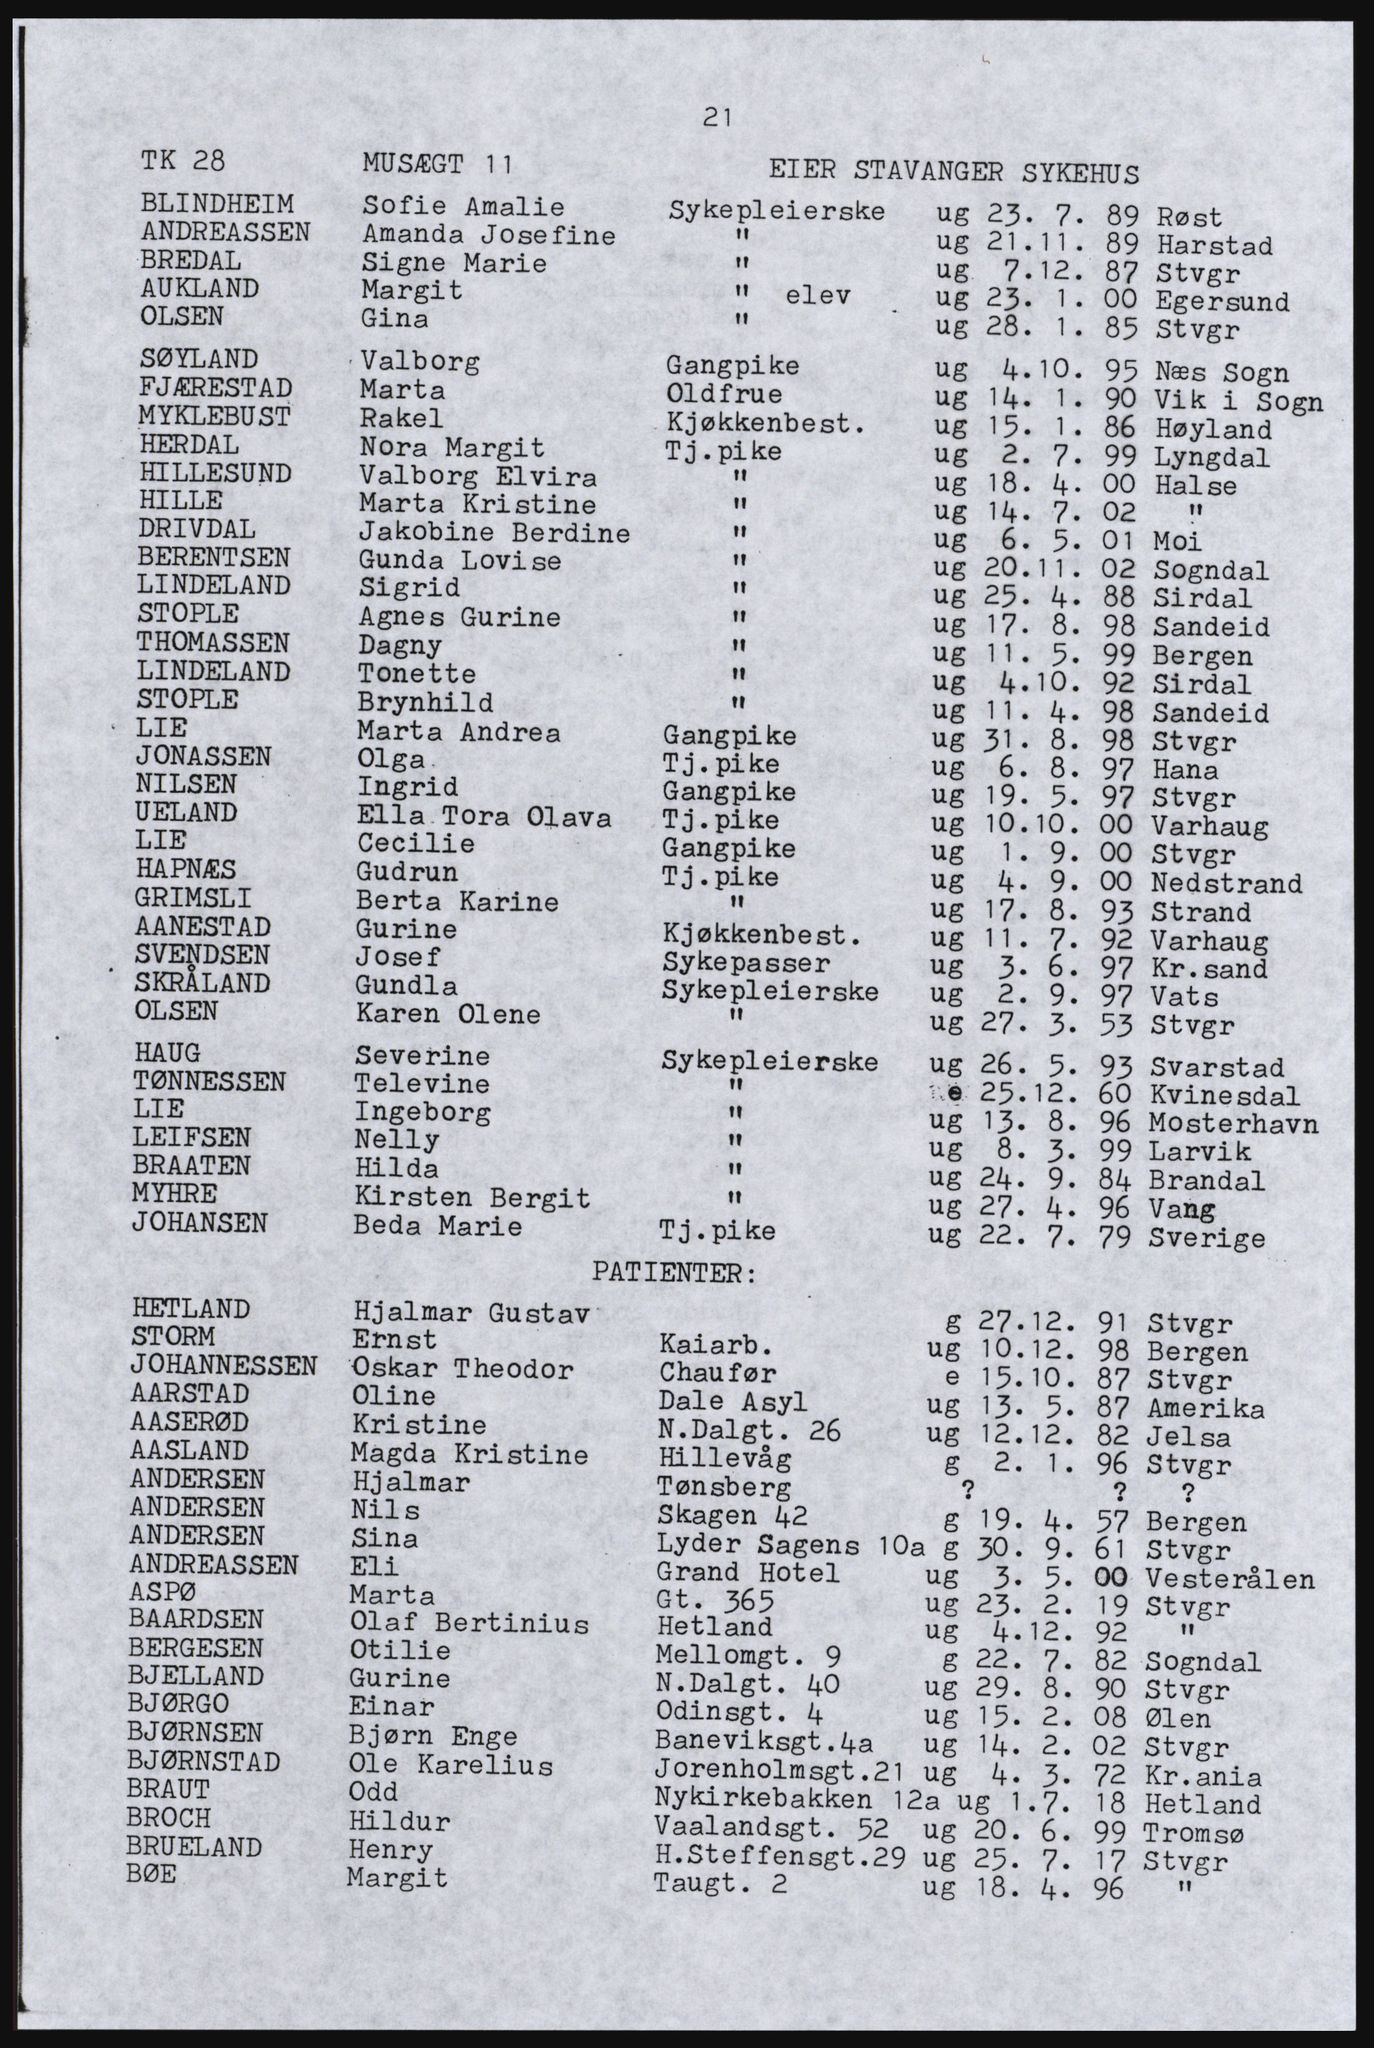 21
TK 28 MUSÆGT 11 EIER STAVANGER SYKEHUS
BLINDHEIM Sofie Amalie Sykepleierske ug 23. 7. 89 Røst
ANDREASSEN Amanda Josefine " ug 21.11. 89 Harstad
BREDAL Signe Marie " ug 7.12. 87 Stvgr
AUKLAND Margit " elev ug 23. 1. 00 Egersund
OLSEN Gina " ug 28. 1. 85 Stvgr
SØYLAND Valborg Gangpike ug 4.10. 95 Næs Sogn
FJÆRESTAD Marta Oldfrue ug 14. 1. 90 Vik i Sogn
MYKLEBUST Rakel Kjøkkenbest. ug 15. 1. 86 Høyland
HERDAL Nora Margit Tj.pike ug 2. 7. 99 Lyngdal
HILLESUND Valborg Elvira " ug 18. 4. 00 Halse
HILLE Marta Kristine " ug 14. 7. 02 "
DRIVDAL Jakobine Berdine " ug 6. 5. 01 Moi
BERENTSEN Gunda Lovise " ug 20.11. 02 Sogndal
LINDELAND Sigrid " ug 25. 4. 88 Sirdal
STOPLE Agnes Gurine " ug 17. 8. 98 Sandeid
THOMASSEN Dagny " ug 11. 5. 99 Bergen
LINDELAND Tonette " ug 4.10. 92 Sirdal
STOPLE Brynhild " ug 11. 4. 98 Sandeid
LIE Marta Andrea Gangpike ug 31. 8. 98 Stvgr
JONASSEN Olga Tj.pike ug 6. 8. 97 Hana
NILSEN Ingrid Gangpike ug 19. 5. 97 Stvgr
UELAND Ella Tora Olava Tj.pike ug 10.10. 00 Varhaug
LIE Cecilie Gangpike ug 1. 9. 00 Stvgr
HAPNÆS Gudrun Tj.pike ug 4. 9. 00 Nedstrand
GRIMSLI Berta Karine " ug 17. 8. 93 Strand
AANESTAD Gurine Kjøkkenbest. ug 11. 7. 92 Varhaug
SVENDSEN Josef Sykepasser ug 3. 6. 97 Kr.sand
SKRÅLAND Gundla Sykepleierske ug 2. 9. 97 Vats
OLSEN Karen Olene " ug 27. 3. 53 Stvgr
HAUG Severine Sykepleierske ug 26. 5. 93 Svarstad
TØNNESSEN Televine " e 25.12. 60 Kvinesdal
LIE Ingeborg " ug 13. 8. 96 Mosterhavn
LEIFSEN Nelly " ug 8. 3. 99 Larvik
BRAATEN Hilda " ug 24. 9. 84 Brandal
MYHRE Kirsten Bergit " ug 27. 4. 96 Vang
JOHANSEN Beda Marie Tj.pike ug 22. 7. 79 Sverige
PATIENTER:
HETLAND Hjalmar Gustav g 27.12. 91 Stvgr
STORM Ernst Kaiarb. ug 10.12. 98 Bergen
JOHANNESSEN Oskar Theodor Chaufør e 15.10. 87 Stvgr
AARSTAD Oline Dale Asyl ug 13. 5. 87 Amerika
AASERØD Kristine N.Dalgt. 26 ug 12.12. 82 Jelsa
AASLAND Magda Kristine Hillevåg g 2. 1. 96 Stvgr
ANDERSEN Hjalmar Tønsberg ? ? ?
ANDERSEN Nils Skagen 42 g 19. 4. 57 Bergen
ANDERSEN Sina Lyder Sagens 10a g 30. 9. 61 Stvgr
ANDREASSEN Eli Grand Hotel ug 3. 5. 00 Vesterålen
ASPØ Marta Gt. 365 ug 23. 2. 19 Stvgr
BAARDSEN Olaf Bertinius Hetland ug 4.12. 92 "
BERGESEN Otilie Mellomgt. 9 g 22. 7. 82 Sogndal
BJELLAND Gurine N.Dalgt. 40 ug 29. 8. 90 Stvgr
BJØRGO Einar Odinsgt. 4 ug 15. 2. 08 Ølen
BJØRNSEN Bjørn Enge Baneviksgt.4a ug 14. 2. 02 Stvgr
BJØRNSTAD Ole Karelius Jorenholmsgt.21 ug 4. 3. 72 Kr.ania
BRAUT Odd Nykirkebakken 12a ug 1.7. 18 Hetland
BROCH Hildur Vaalandsgt. 52 ug 20. 6. 99 Tromsø
BRUELAND Henry H.Steffensgt.29 ug 25. 7. 17 Stvgr
BØE Margit Taugt. 2 ug 18. 4. 96 "